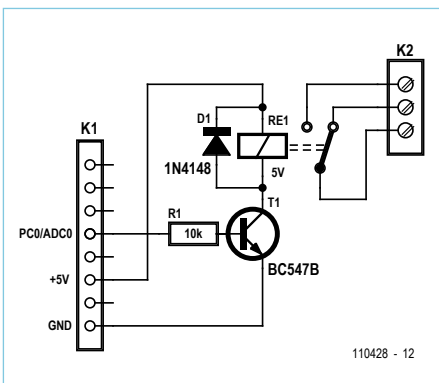 K2
D1
RE1
K1
1N4148
5V
R1
T1
PC0/ADC0
10k
BC547B
+5V
GND
110428 - 12